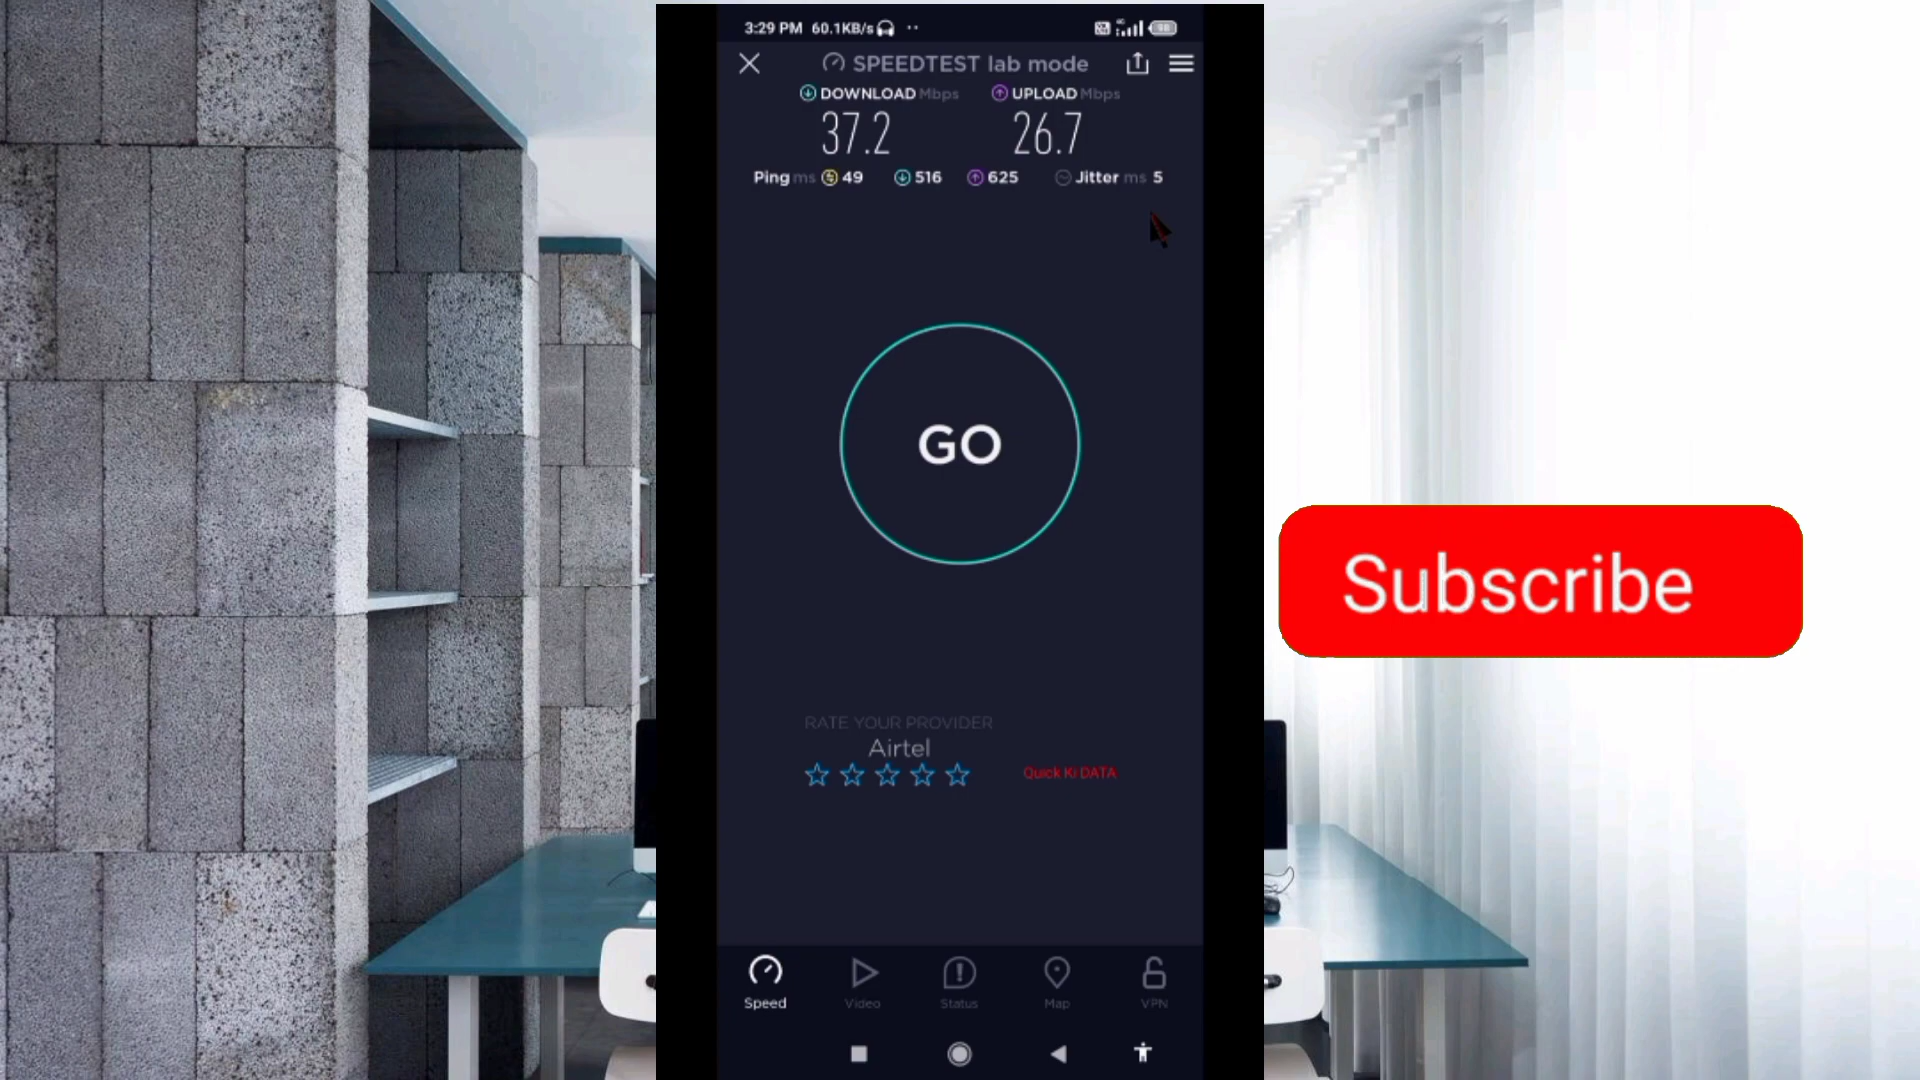 3:29 PM 60.1KB/s
SPEEDTEST lab mode
DOWNLOAD Mbps UPLOAD Mbps
37.2 26.7
Ping ms 49 516 625 Jitter ms 5
GO
Subscribe
RATE YOUR PROVIDER
Airtel
Quick Ki DATA
Speed Video Status Map VPN